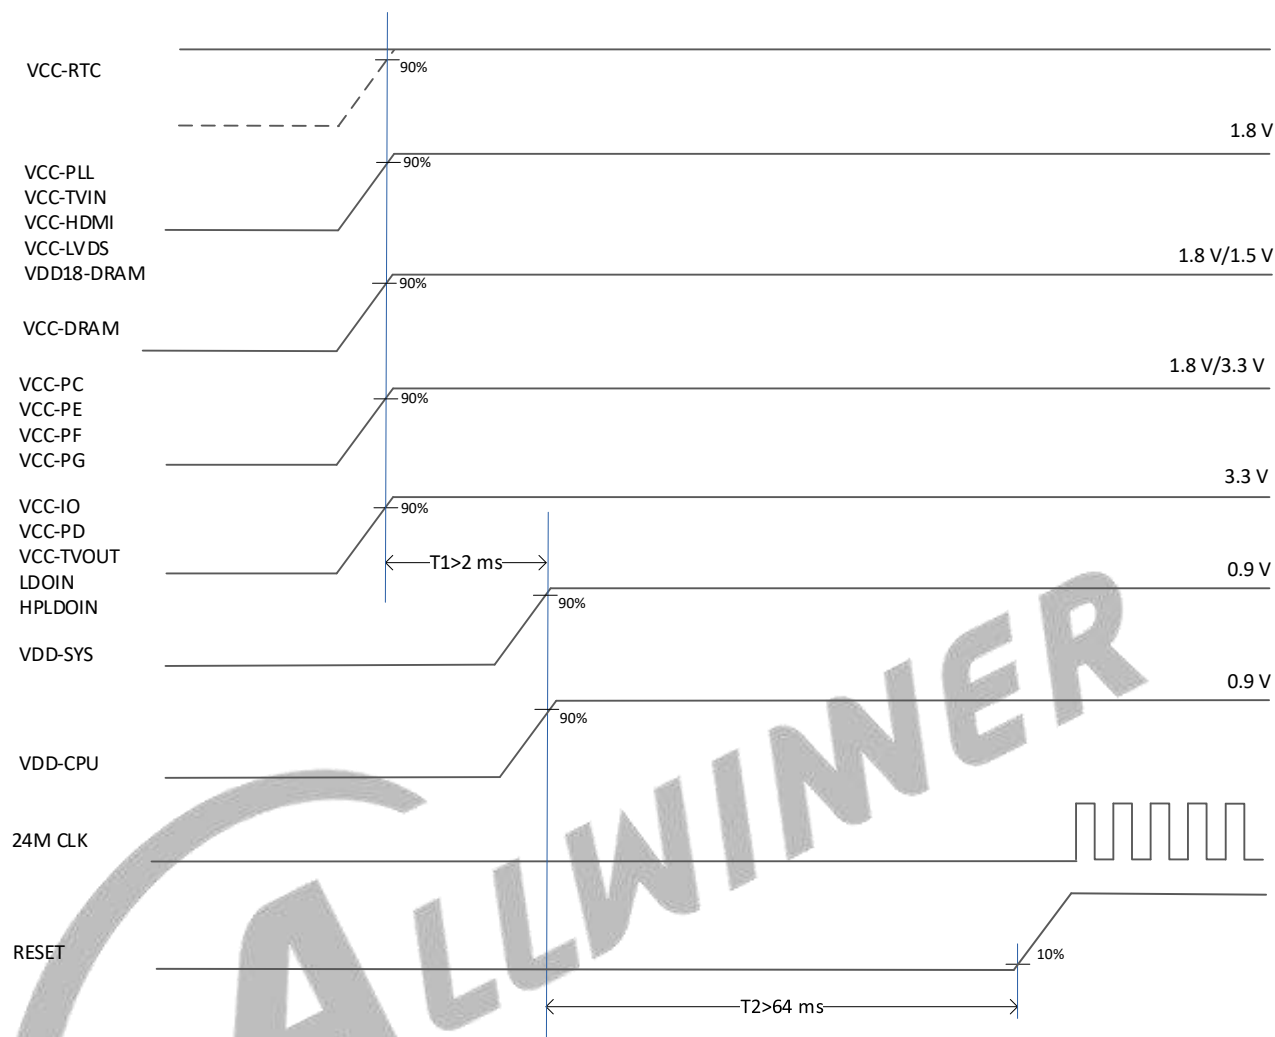 VCC-RTC
90%
1.8 V
VCC-PLL
VCC-TVIN
VCC-HDMI
VCC-LVDS
VDD18-DRAM
90%
1.8 V/1.5 V
VCC-DRAM
90%
1.8 V/3.3 V
VCC-PC
VCC-PE
VCC-PF
VCC-PG
90%
3.3 V
VCC-IO
VCC-PD
VCC-TVOUT
LDOIN
HPLDOIN
90%
T1>2 ms
0.9 V
VDD-SYS
90%
0.9 V
VDD-CPU
90%
24M CLK
RESET
10%
T2>64 ms
ALLWINNER